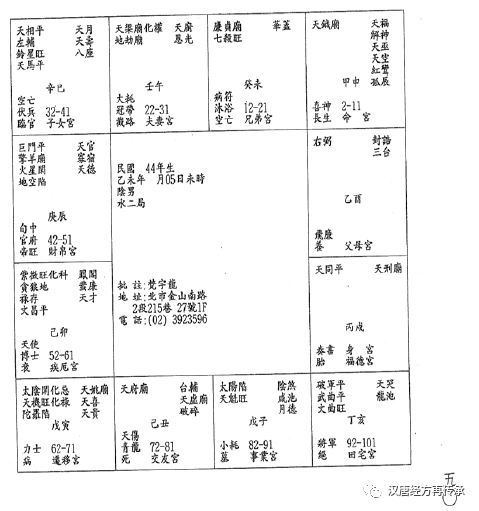 天相平 天月
左輔 天壽
鈴星旺 八座
天馬平
辛巳
空亡
伏兵 32-41
臨官 子女宮
天梁廟化權 天廚
地劫廟 恩光
壬午
大耗
冠帶 22-31
截路 夫妻宮
廉貞廟 華蓋
七殺旺
癸未
病符
沐浴 12-21
空亡 兄弟宮
天鉞廟 天福
解神
天巫
天空
紅鸞
孤辰
甲申
喜神 2-11
長生 命 宮
巨門平 天官
擎羊廟 寡宿
火星閑 天德
地空陷
庚辰
旬中
官府 42-51
帝旺 財帛宮
民國 44年生
乙未年 月05日未時
陰男
水二局
批 註:梵宇龍
地 址:北市金山南路
2段215巷 27號1F
電 話:(02) 3923596
右弼 封誥
三台
乙酉
飛廉
養 父母宮
紫微旺化科 鳳閣
貪狼地 蜚廉
祿存 天才
文昌平
己卯
天使
博士 52-61
衰 疾厄宮
天同平 天刑廟
丙戌
奏書 身 宮
胎 福德宮
太陰閑化忌 天姚廟
天機旺化祿 天喜
陀羅陷 天貴
戊寅
力士 62-71
病 遷移宮
天府廟 台輔
天虛廟
破碎
己丑
天傷
青龍 72-81
死 交友宮
太陽陷 陰煞
天魁旺 咸池
月德
戊子
小耗 82-91
墓 事業宮
破軍平 天哭
武曲平 龍池
文曲旺
丁亥
將軍 92-101
絕 田宅宮
五〇
汉唐经方再传承